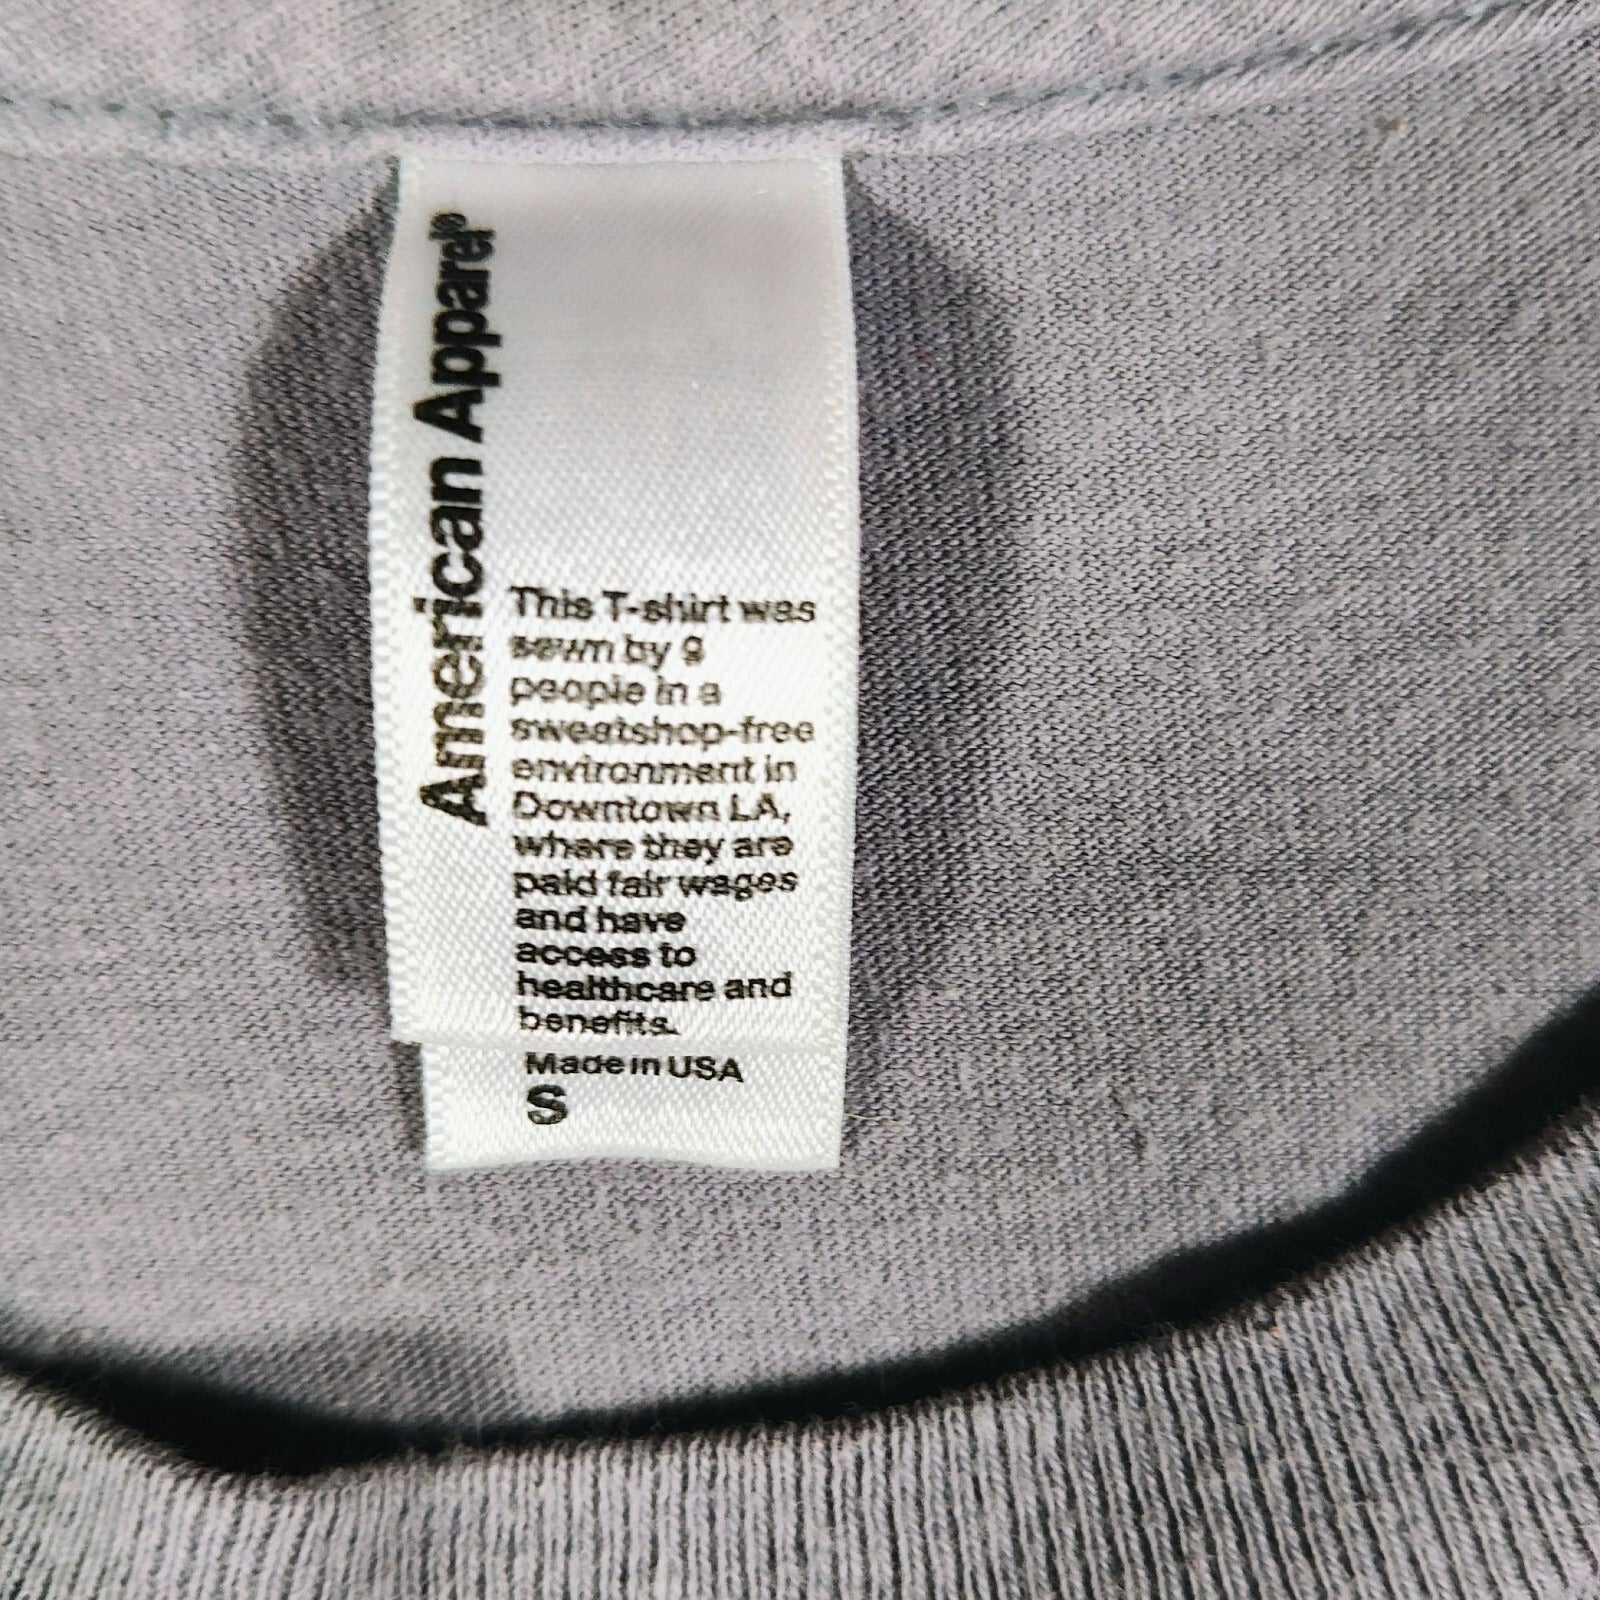 American Apparel®
This T-shirt was
sewn by 9
people in a
sweatshop-free
environment in
Downtown LA,
where they are
paid fair wages
and have
access to
healthcare and
benefits.
Made in USA
S